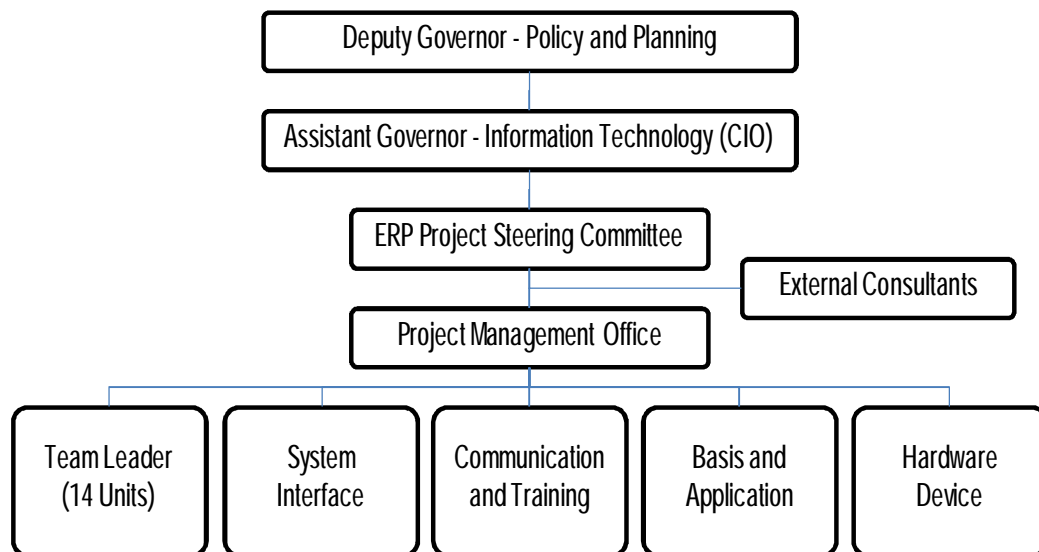 Deputy Governor - Policy and Planning
Assistant Governor - Information Technology (CIO)
ERP Project Steering Committee
External Consultants
Project Management Office
Team Leader
(14 Units)
System
Interface
Communication
and Training
Basis and
Application
Hardware
Device